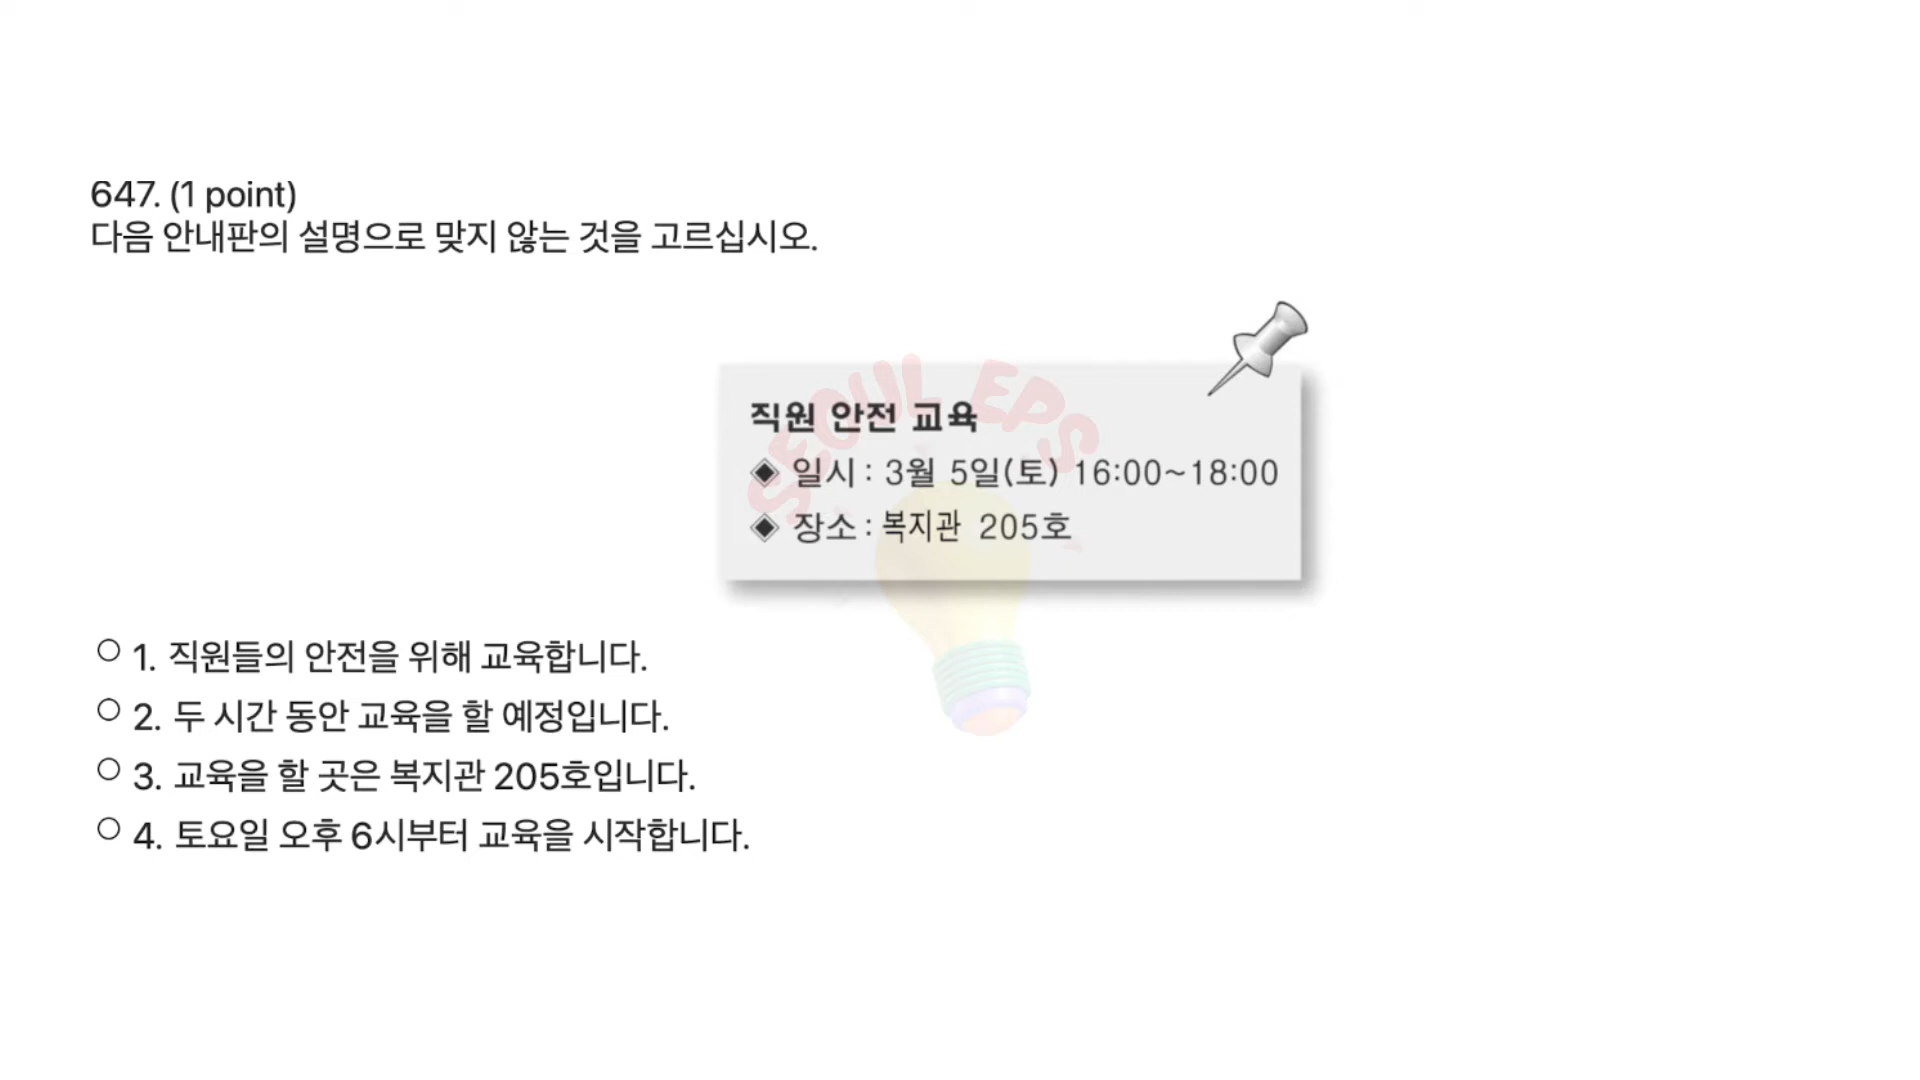 647. (1 point)
다음 안내판의 설명으로 맞지 않는 것을 고르십시오.
SEOUL EPS
직원 안전 교육
◈ 일시 : 3월 5일(토) 16:00~18:00
◈ 장소 : 복지관 205호
1. 직원들의 안전을 위해 교육합니다.
2. 두 시간 동안 교육을 할 예정입니다.
3. 교육을 할 곳은 복지관 205호입니다.
4. 토요일 오후 6시부터 교육을 시작합니다.